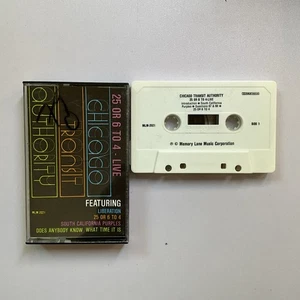 25 OR 6 TO 4 - LIVE
CHICAGO
TRANSIT
AUTHORITY
FEATURING
LIBERATION
25 OR 6 TO 4
SOUTH CALIFORNIA PURPLES
DOES ANYBODY KNOW, WHAT TIME IT IS
CHICAGO TRANSIT AUTHORITY
25 OR 6 TO 4-LIVE
SIDE 1
℗ © Memory Lane Music Corporation